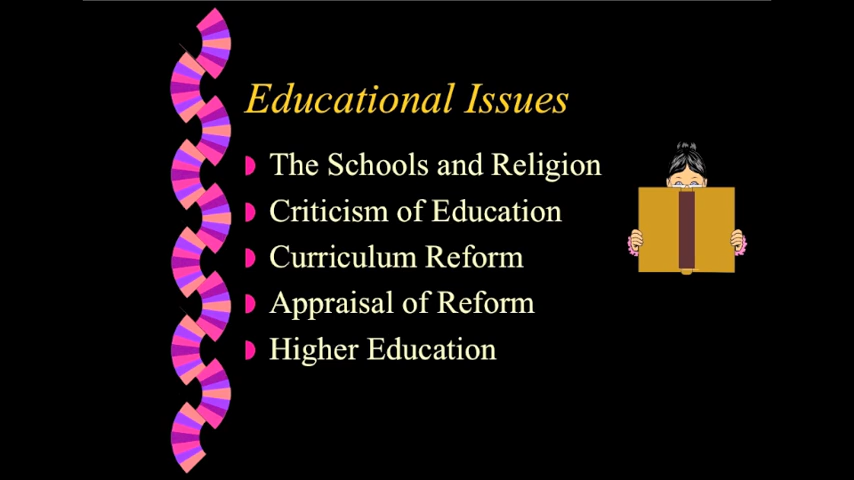 Educational Issues
The Schools and Religion
Criticism of Education
Curriculum Reform
Appraisal of Reform
Higher Education